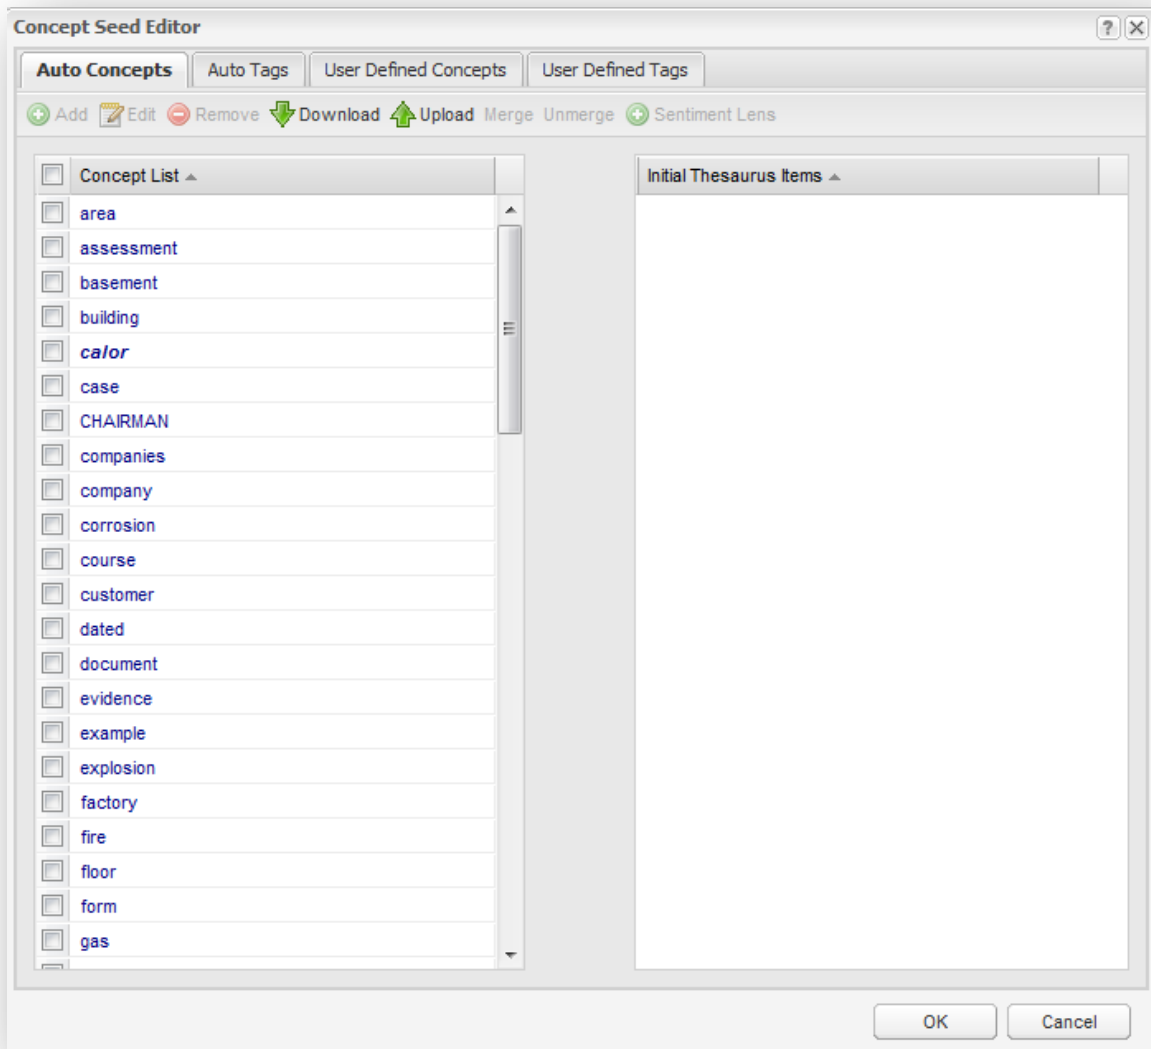 Concept Seed Editor ?
Auto Concepts Auto Tags User Defined Concepts User Defined Tags
Add Edit Remove Download Upload Merge Unmerge Sentiment Lens
Concept List Initial Thesaurus Items
area
assessment
basement
building
calor
case
CHAIRMAN
companies
company
corrosion
course
customer
dated
document
evidence
example
explosion
factory
fire
floor
form
gas
OK Cancel